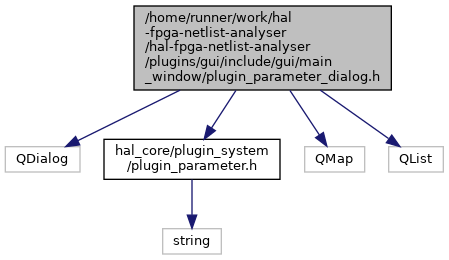 /home/runner/work/hal
-fpga-netlist-analyser
/hal-fpga-netlist-analyser
/plugins/gui/include/gui/main
_window/plugin_parameter_dialog.h
QDialog
hal_core/plugin_system
/plugin_parameter.h
QMap
QList
string